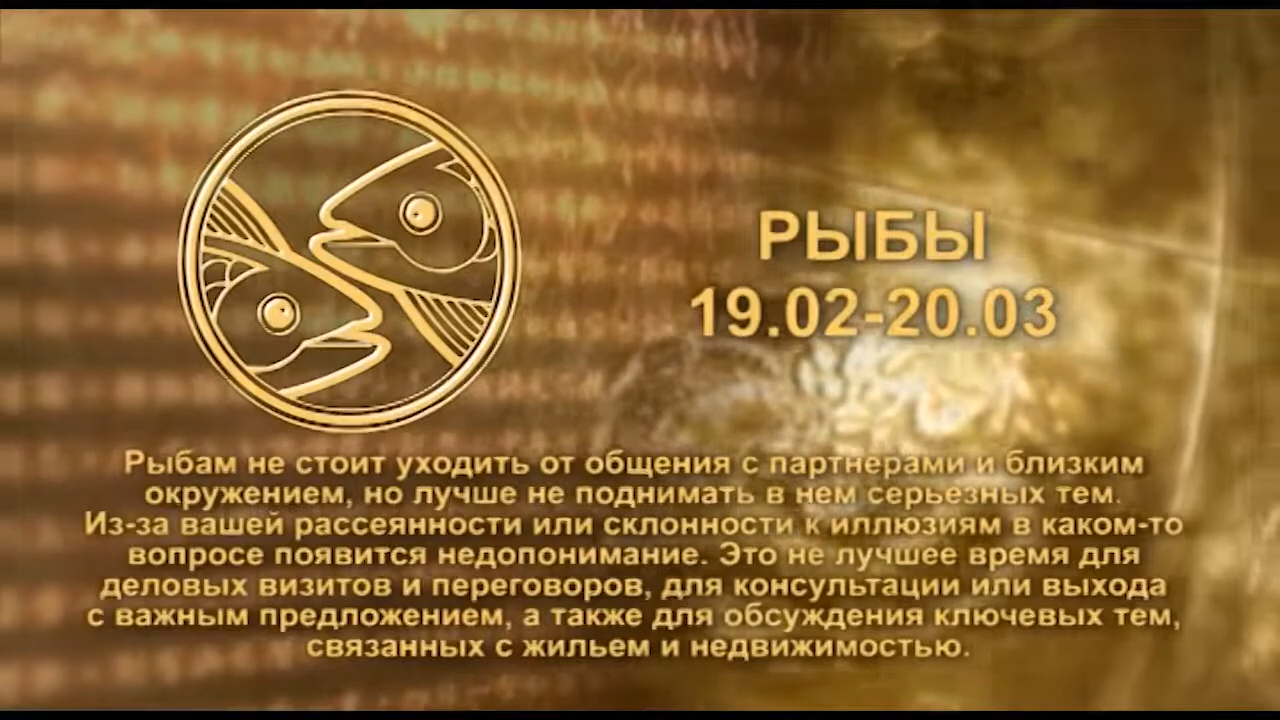 РЫБЫ
19.02-20.03
Рыбам не стоит уходить от общения с партнерами и близким
окружением, но лучше не поднимать в нем серьезных тем.
Из-за вашей рассеянности или склонности к иллюзиям в каком-то
вопросе появится недопонимание. Это не лучшее время для
деловых визитов и переговоров, для консультации или выхода
с важным предложением, а также для обсуждения ключевых тем,
связанных с жильем и недвижимостью.